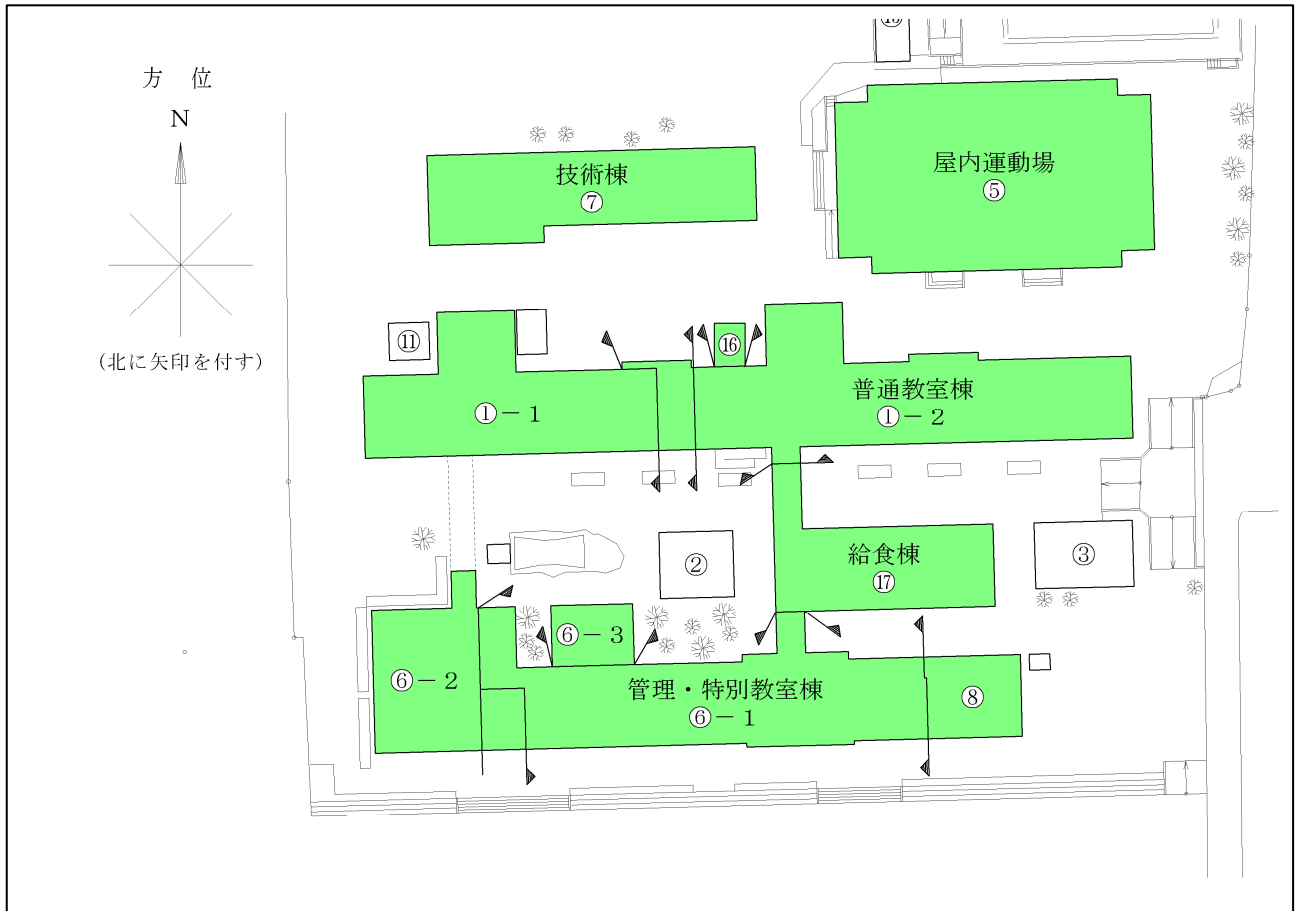 方 位
N
(北に矢印を付す)
技術棟
⑦
屋内運動場
⑤
⑪
⑯
①－1
普通教室棟
①－2
②
給食棟
⑰
③
⑥－3
⑥－2
管理・特別教室棟
⑥－1
⑧